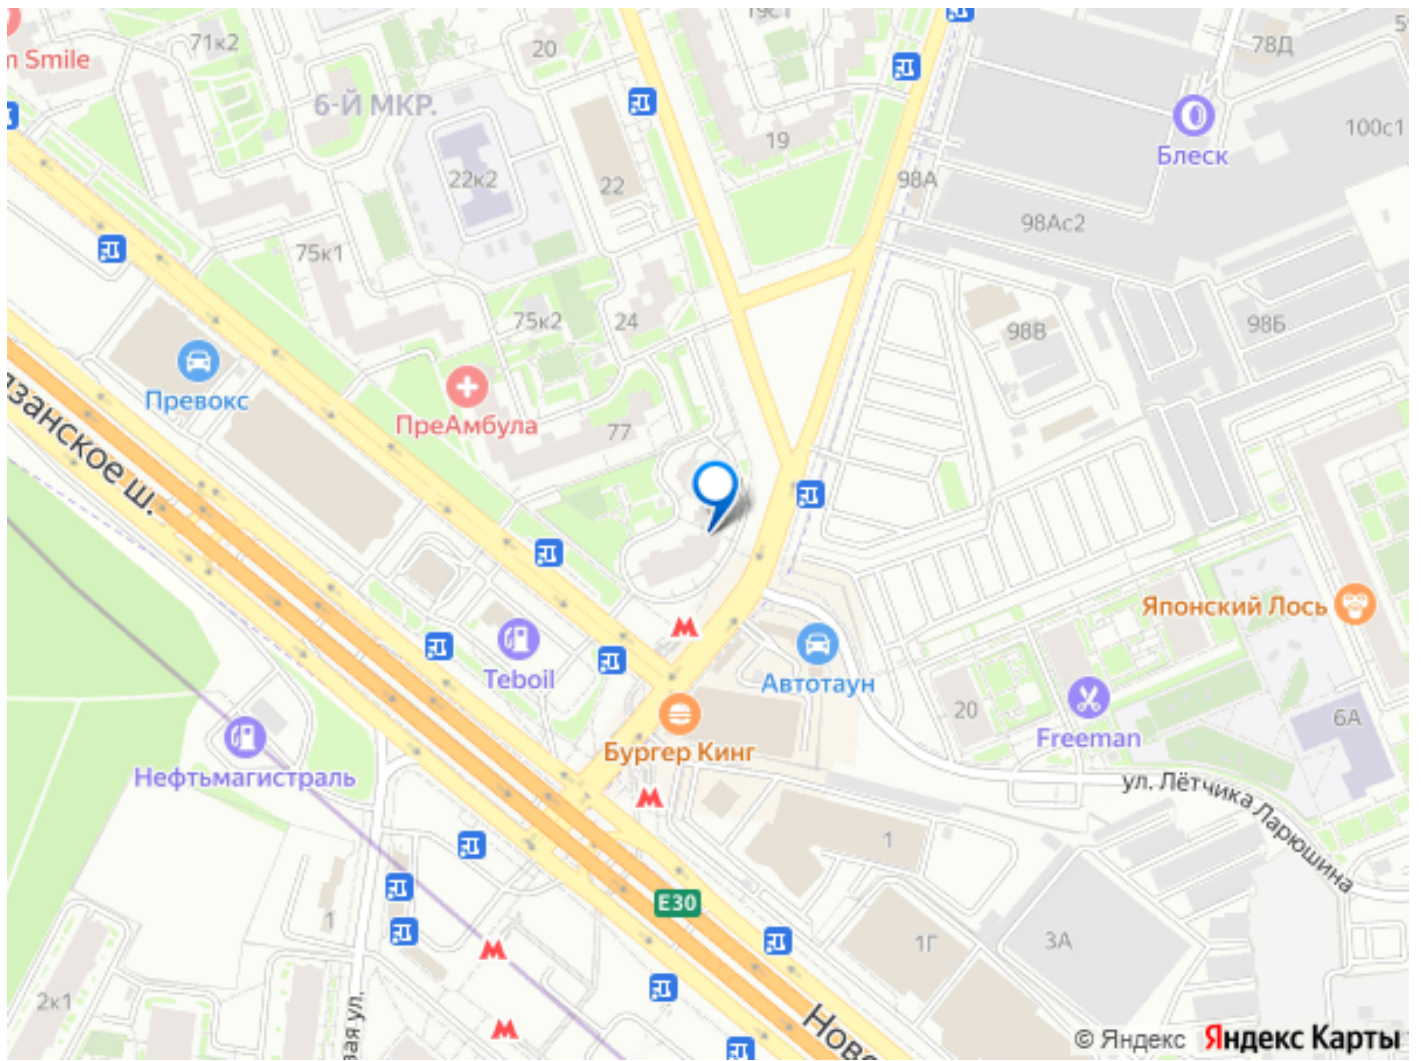 19с1
71к2
20
78Д
m Smile
6-Й МКР.
100с1
Блеск
19
22к2
22
98А
98Ас2
75к1
75к2
24
98В
98Б
Превокс
ПреАмбула
77
занское ш.
Японский Лось
Teboil
Автотаун
20
6А
Freeman
Бургер Кинг
Нефтьмагистраль
ул. Лётчика Ларюшина
1
E30
1
1Г
3А
2к1
вая ул.
Нове
© Яндекс Яндекс Карты